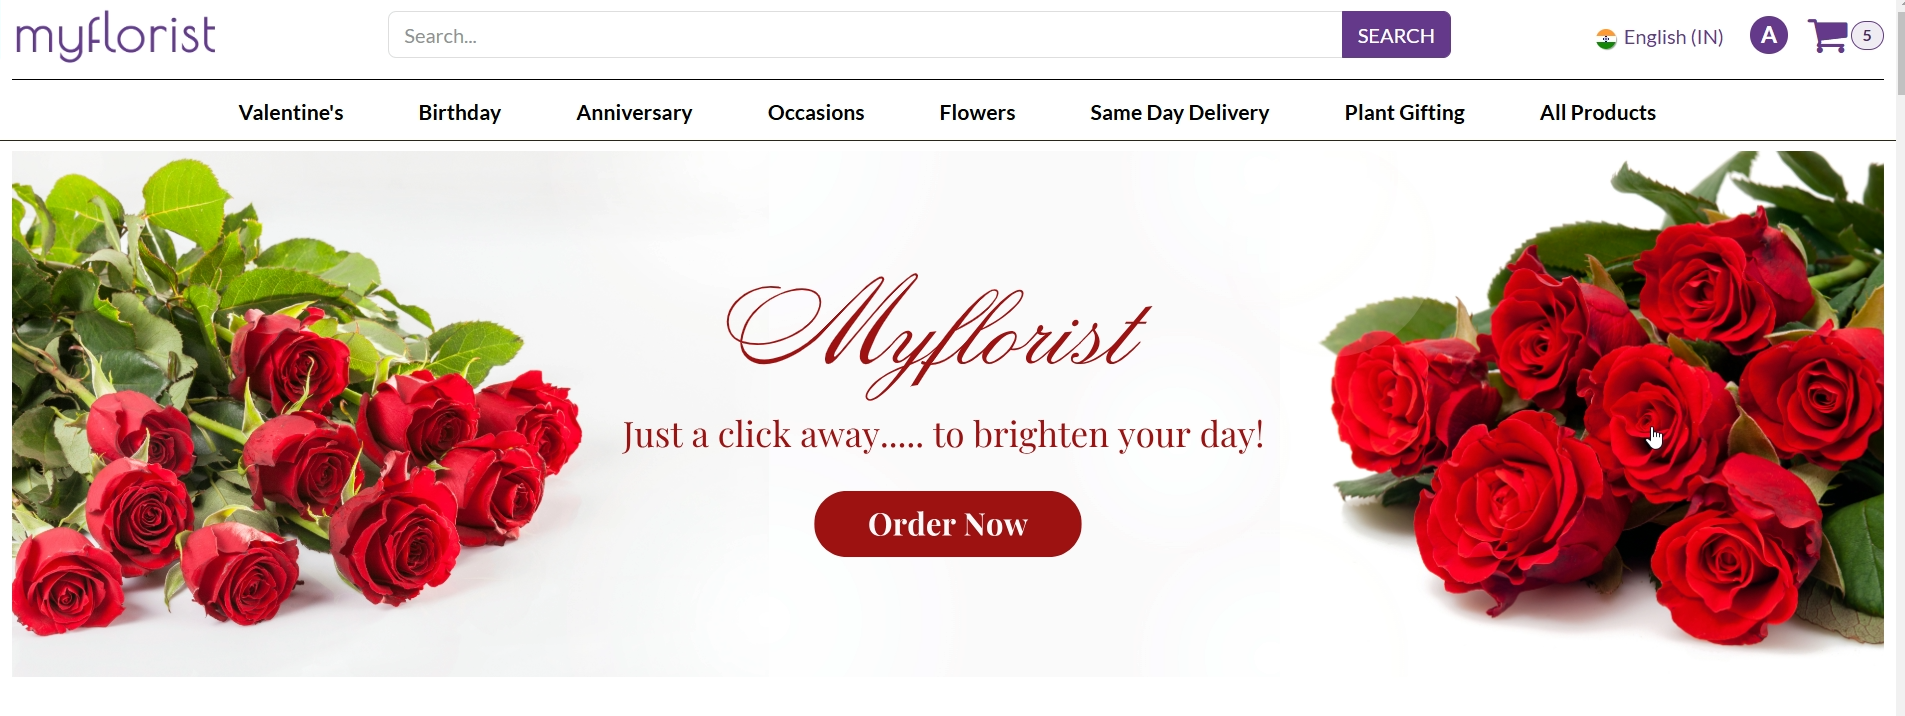 myflorist
Search...
SEARCH
English (IN)
A
5
Valentine's
Birthday
Anniversary
Occasions
Flowers
Same Day Delivery
Plant Gifting
All Products
Myflorist
Just a click away..... to brighten your day!
Order Now